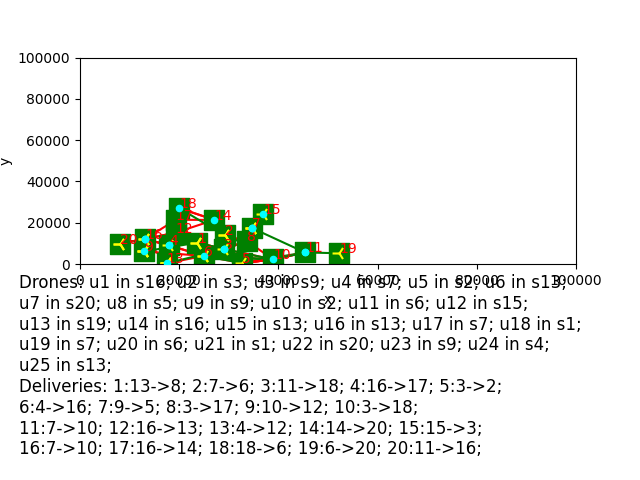 100000
80000
60000
40000
20000
0
y
0 20000 40000 60000 80000 100000
x
Drones: u1 in s16; u2 in s3; u3 in s9; u4 in s7; u5 in s2; u6 in s13;
u7 in s20; u8 in s5; u9 in s9; u10 in s2; u11 in s6; u12 in s15;
u13 in s19; u14 in s16; u15 in s13; u16 in s13; u17 in s7; u18 in s1;
u19 in s7; u20 in s6; u21 in s1; u22 in s20; u23 in s9; u24 in s4;
u25 in s13;
Deliveries: 1:13->8; 2:7->6; 3:11->18; 4:16->17; 5:3->2;
6:4->16; 7:9->5; 8:3->17; 9:10->12; 10:3->18;
11:7->10; 12:16->13; 13:4->12; 14:14->20; 15:15->3;
16:7->10; 17:16->14; 18:18->6; 19:6->20; 20:11->16;